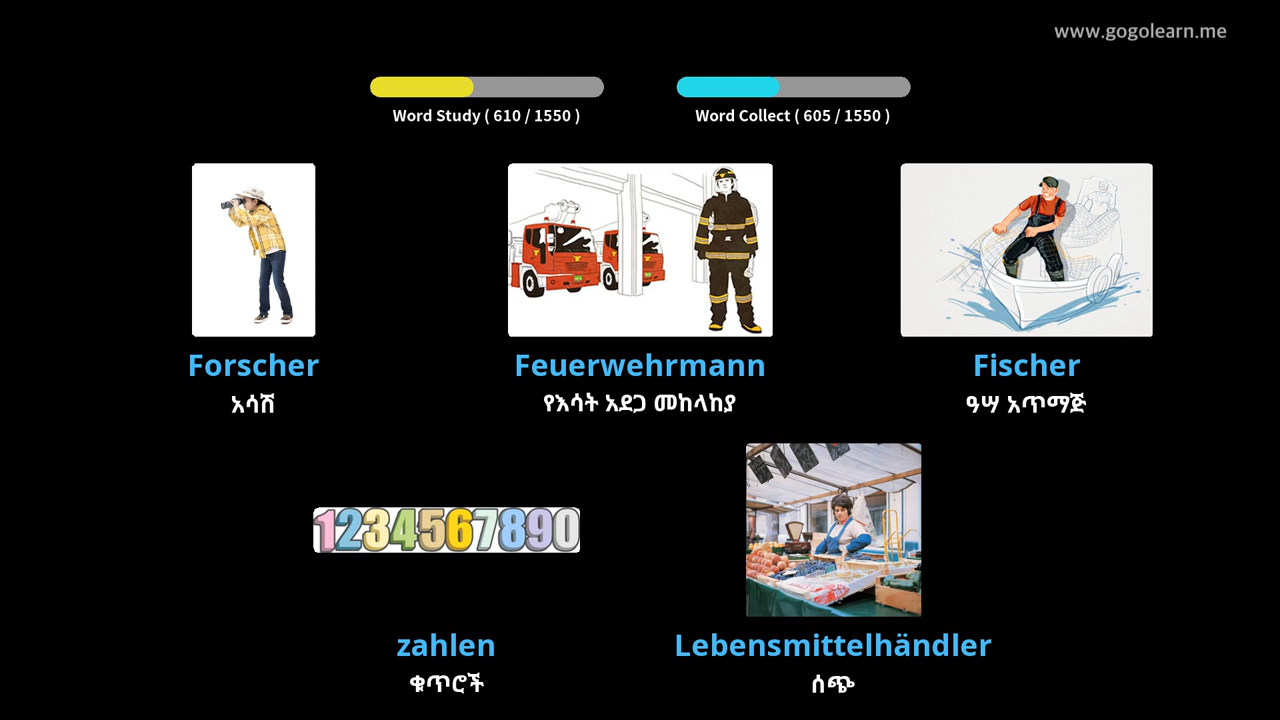 www.gogolearn.me
Word Study ( 610 / 1550 )
Word Collect ( 605 / 1550 )
Forscher
አሳሽ
Feuerwehrmann
የእሳት አደጋ መከላከያ
Fischer
ዓሣ አጥማጅ
1234567890
zahlen
ቁጥሮች
Lebensmittelhändler
ሰጭ